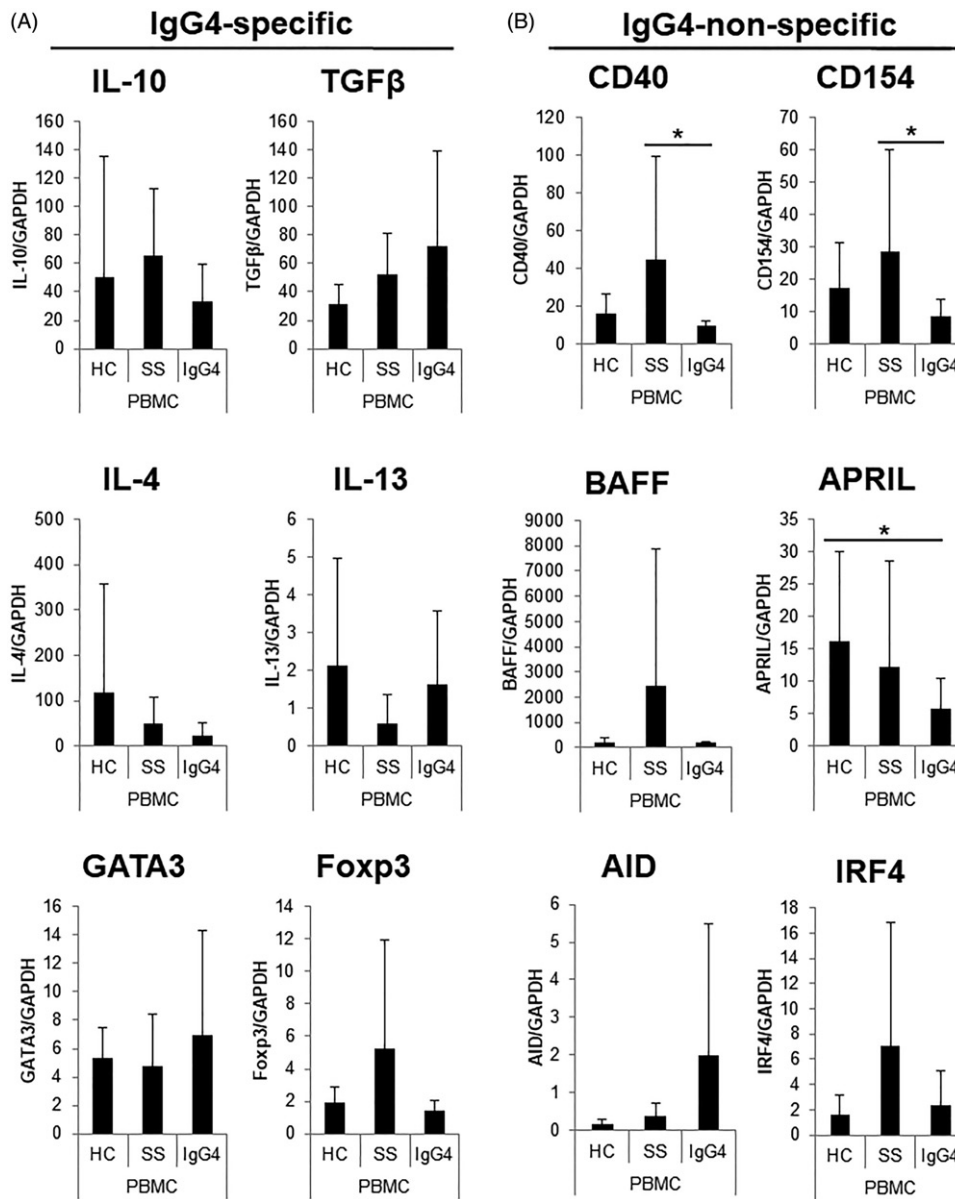 (A) IgG4-specific (B) IgG4-non-specific
IL-10 TGFβ CD40 CD154
IL-10/GAPDH
160
140
120
100
80
60
40
20
0
HC SS IgG4
PBMC
TGFβ/GAPDH
160
140
120
100
80
60
40
20
0
HC SS IgG4
PBMC
CD40/GAPDH
120
100
80
60
40
20
0
*
HC SS IgG4
PBMC
CD154/GAPDH
70
60
50
40
30
20
10
0
*
HC SS IgG4
PBMC
IL-4 IL-13 BAFF APRIL
IL-4/GAPDH
500
400
300
200
100
0
HC SS IgG4
PBMC
IL-13/GAPDH
6
5
4
3
2
1
0
HC SS IgG4
PBMC
BAFF/GAPDH
9000
8000
7000
6000
5000
4000
3000
2000
1000
0
HC SS IgG4
PBMC
APRIL/GAPDH
35
30
25
20
15
10
5
0
*
HC SS IgG4
PBMC
GATA3 Foxp3 AID IRF4
GATA3/GAPDH
16
14
12
10
8
6
4
2
0
HC SS IgG4
PBMC
Foxp3/GAPDH
14
12
10
8
6
4
2
0
HC SS IgG4
PBMC
AID/GAPDH
6
5
4
3
2
1
0
HC SS IgG4
PBMC
IRF4/GAPDH
18
16
14
12
10
8
6
4
2
0
HC SS IgG4
PBMC